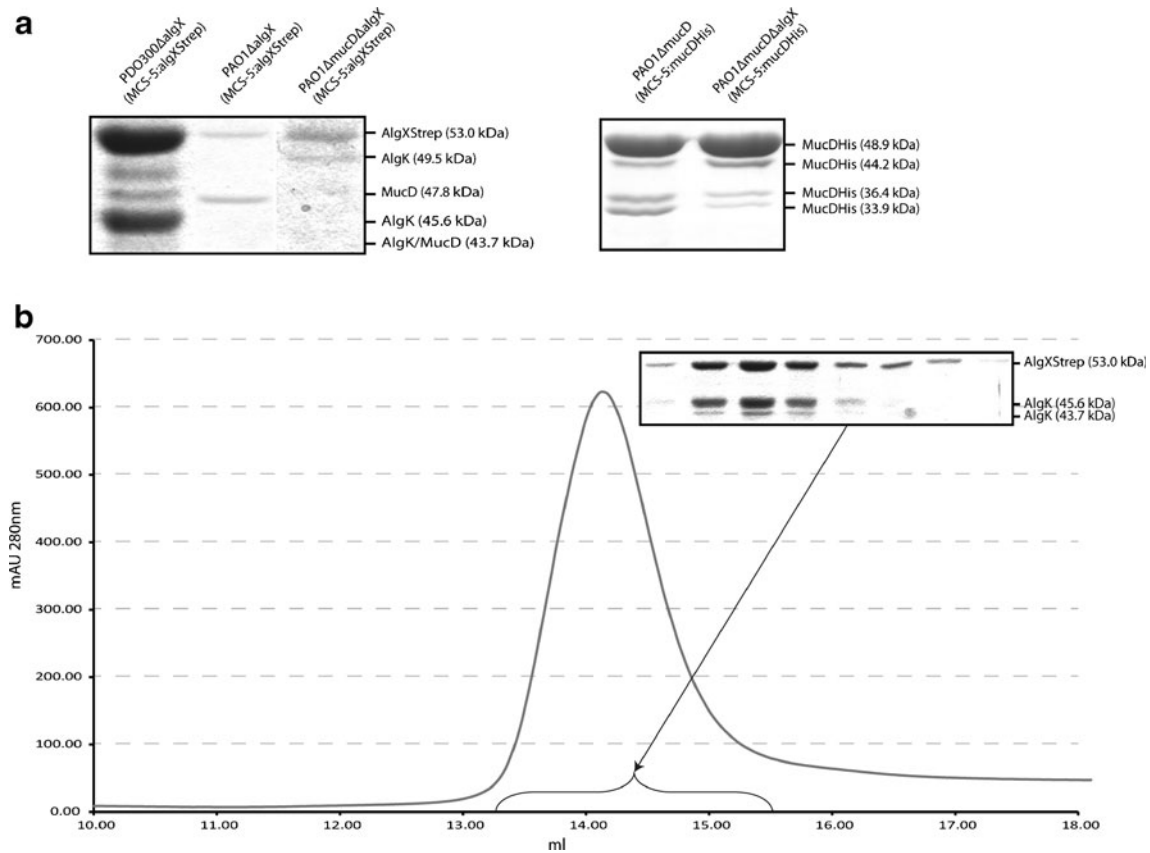 a
PDO300ΔalgX
(MCS-5:algXStrep)
PAO1ΔalgX
(MCS-5:algXStrep)
PAO1ΔmucDΔalgX
(MCS-5:algXStrep)
AlgXStrep (53.0 kDa)
AlgK (49.5 kDa)
MucD (47.8 kDa)
AlgK (45.6 kDa)
AlgK/MucD (43.7 kDa)
PAO1ΔmucD
(MCS-5:mucDHis)
PAO1ΔmucDΔalgX
(MCS-5:mucDHis)
MucDHis (48.9 kDa)
MucDHis (44.2 kDa)
MucDHis (36.4 kDa)
MucDHis (33.9 kDa)
b
700.00
600.00
500.00
400.00
300.00
200.00
100.00
0.00
mAU 280nm
AlgXStrep (53.0 kDa)
AlgK (45.6 kDa)
AlgK (43.7 kDa)
10.00 11.00 12.00 13.00 14.00 15.00 16.00 17.00 18.00
ml